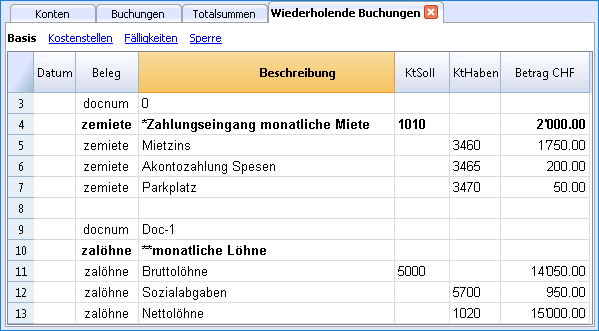 Konten Buchungen Totalsummen Wiederholende Buchungen
Basis Kostenstellen Fälligkeiten Sperre
Datum Beleg Beschreibung KtSoll KtHaben Betrag CHF
3 docnum 0
4 zemiete *Zahlungseingang monatliche Miete 1010 2'000.00
5 zemiete Mietzins 3460 1'750.00
6 zemiete Akontozahlung Spesen 3465 200.00
7 zemiete Parkplatz 3470 50.00
8
9 docnum Doc-1
10 zalöhne **monatliche Löhne
11 zalöhne Bruttolöhne 5000 14'050.00
12 zalöhne Sozialabgaben 5700 950.00
13 zalöhne Nettolöhne 1020 15'000.00